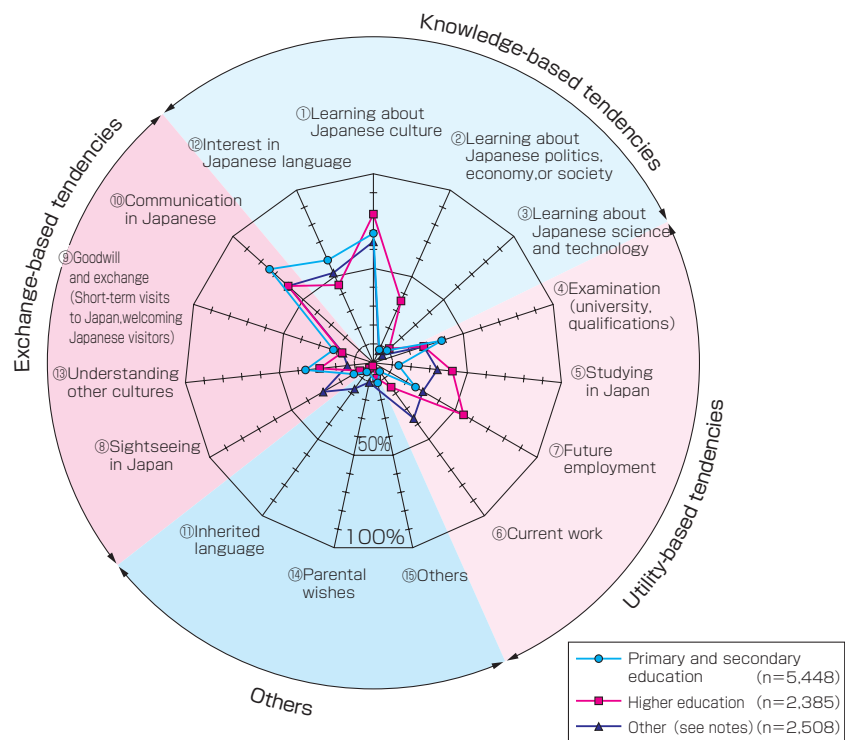 Knowledge-based tendencies
①Learning about
Japanese culture
②Learning about
Japanese politics,
economy,or society
③Learning about
Japanese science
and technology
④Examination
(university,
qualifications)
⑤Studying
in Japan
⑦Future
employment
⑥Current work
Utility-based tendencies
⑮Others
⑭Parental
wishes
⑪Inherited
language
Others
⑧Sightseeing
in Japan
⑬Understanding
other cultures
⑨Goodwill
and exchange
(Short-term visits
to Japan,welcoming
Japanese visitors)
⑩Communication
in Japanese
⑫Interest in
Japanese language
Exchange-based tendencies
50%
100%
Primary and secondary
education (n=5,448)
Higher education (n=2,385)
Other (see notes) (n=2,508)